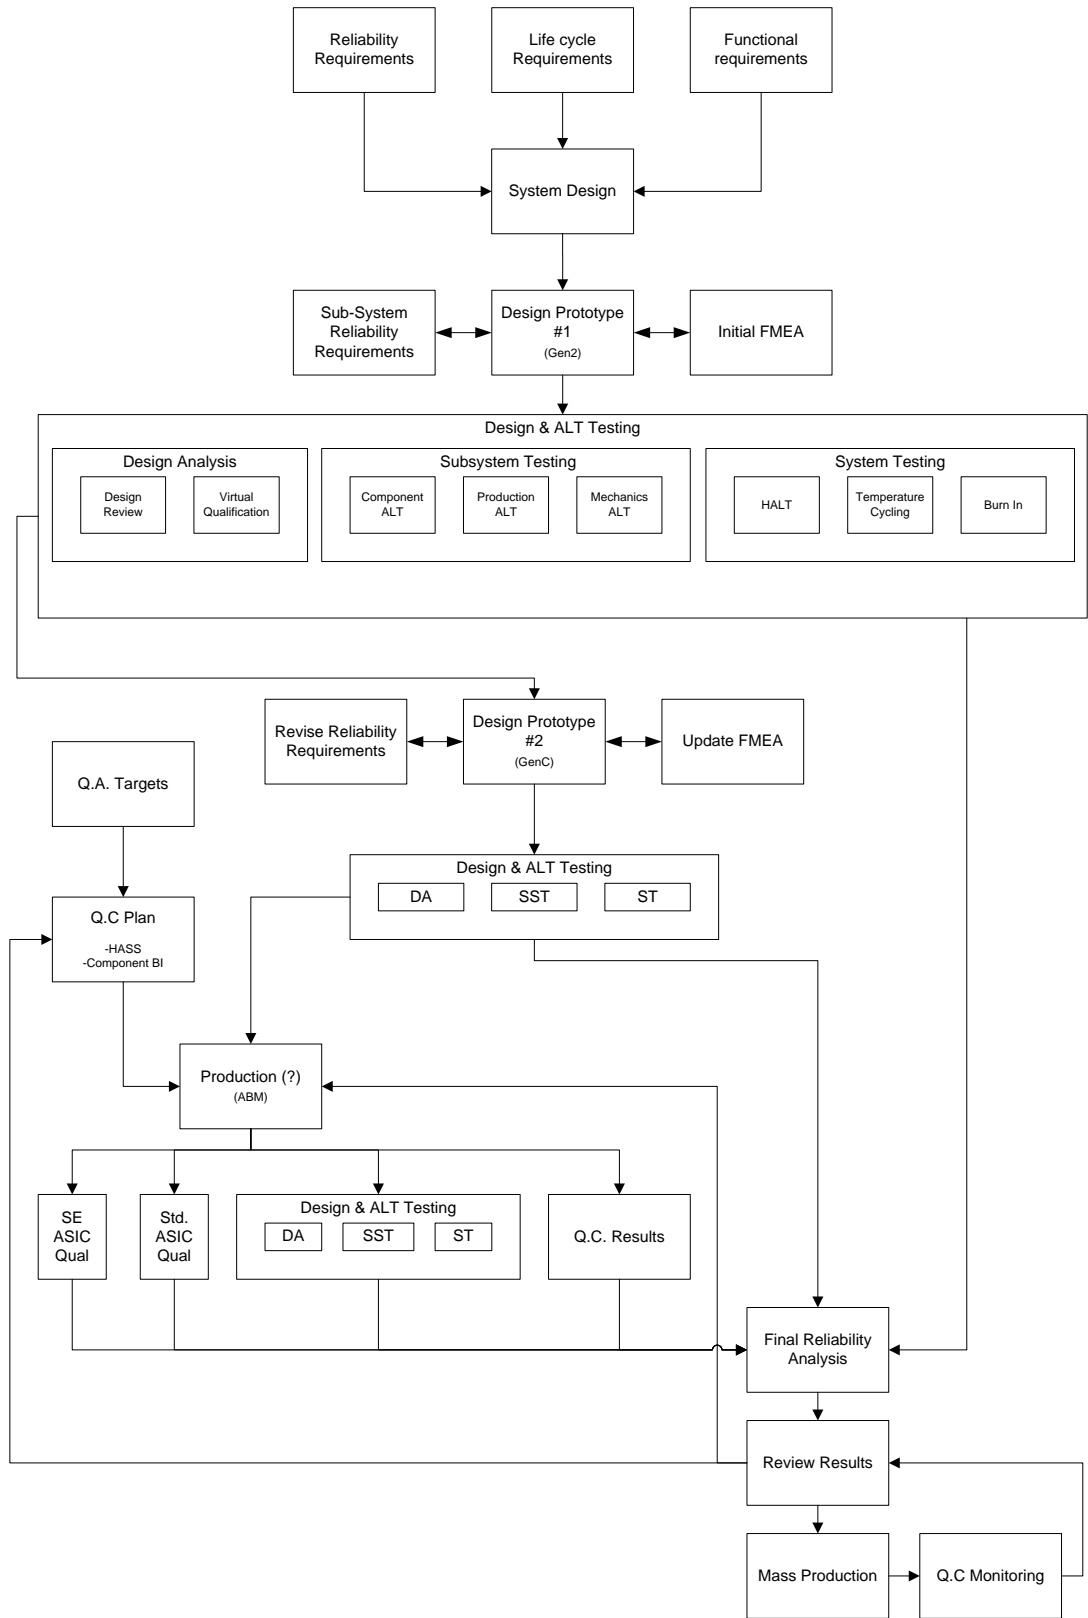 Reliability
Requirements
Life cycle
Requirements
Functional
requirements
System Design
Sub-System
Reliability
Requirements
Design Prototype
#1
(Gen2)
Initial FMEA
Design & ALT Testing
Design Analysis
Design
Review
Virtual
Qualification
Subsystem Testing
Component
ALT
Production
ALT
Mechanics
ALT
System Testing
HALT
Temperature
Cycling
Burn In
Revise Reliability
Requirements
Design Prototype
#2
(GenC)
Update FMEA
Q.A. Targets
Design & ALT Testing
DA
SST
ST
Q.C Plan
-HASS
-Component BI
Production (?)
(ABM)
SE
ASIC
Qual
Std.
ASIC
Qual
Design & ALT Testing
DA
SST
ST
Q.C. Results
Final Reliability
Analysis
Review Results
Mass Production
Q.C Monitoring